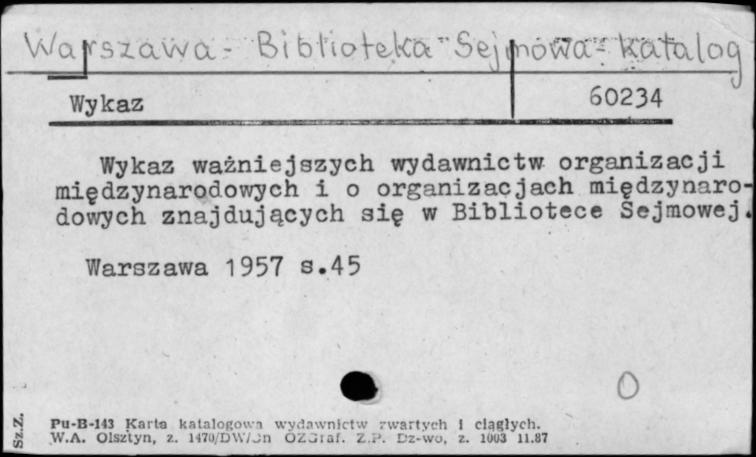 Warszawa - Biblioteka Sejmowa - katalog
Wykaz 60234
Wykaz ważniejszych wydawnictw organizacji
międzynarodowych i o organizacjach międzynaro-
dowych znajdujących się w Bibliotece Sejmowej.
Warszawa 1957 s.45
O
Sz.Z.
Pu-B-143 Karta katalogowa wydawnictw zwartych i ciągłych.
W.A. Olsztyn, z. 1470/DW/Jn OZGraf. Z.P. Dz-wo, z. 1003 11.87